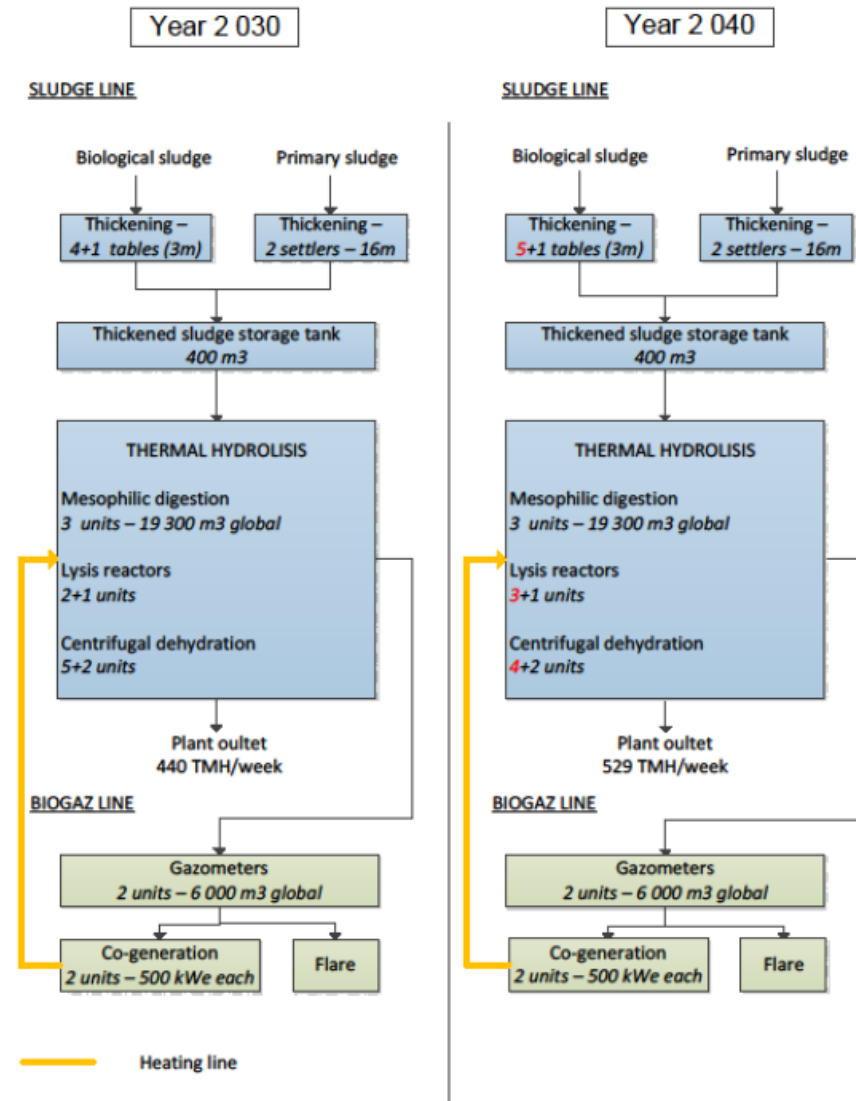 Year 2 030
SLUDGE LINE
Biological sludge
Primary sludge
Thickening –
4+1 tables (3m)
Thickening –
2 settlers – 16m
Thickened sludge storage tank
400 m3
THERMAL HYDROLISIS
Mesophilic digestion
3 units – 19 300 m3 global
Lysis reactors
2+1 units
Centrifugal dehydration
5+2 units
Plant oultet
440 TMH/week
BIOGAZ LINE
Gazometers
2 units – 6 000 m3 global
Co-generation
2 units – 500 kWe each
Flare
Heating line
Year 2 040
SLUDGE LINE
Biological sludge
Primary sludge
Thickening –
5+1 tables (3m)
Thickening –
2 settlers – 16m
Thickened sludge storage tank
400 m3
THERMAL HYDROLISIS
Mesophilic digestion
3 units – 19 300 m3 global
Lysis reactors
3+1 units
Centrifugal dehydration
4+2 units
Plant oultet
529 TMH/week
BIOGAZ LINE
Gazometers
2 units – 6 000 m3 global
Co-generation
2 units – 500 kWe each
Flare